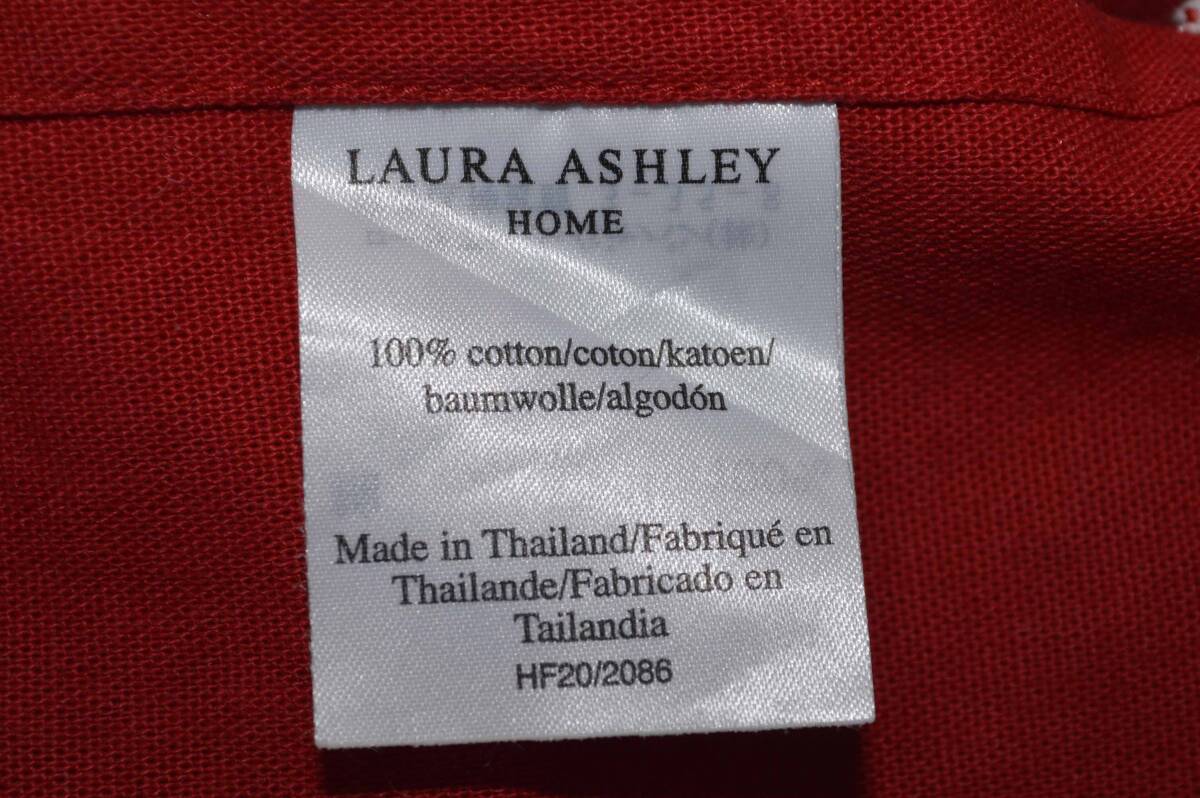 LAURA ASHLEY
HOME
100% cotton/coton/katoen/
baumwolle/algodón
Made in Thailand/Fabriqué en
Thailande/Fabricado en
Tailandia
HF20/2086